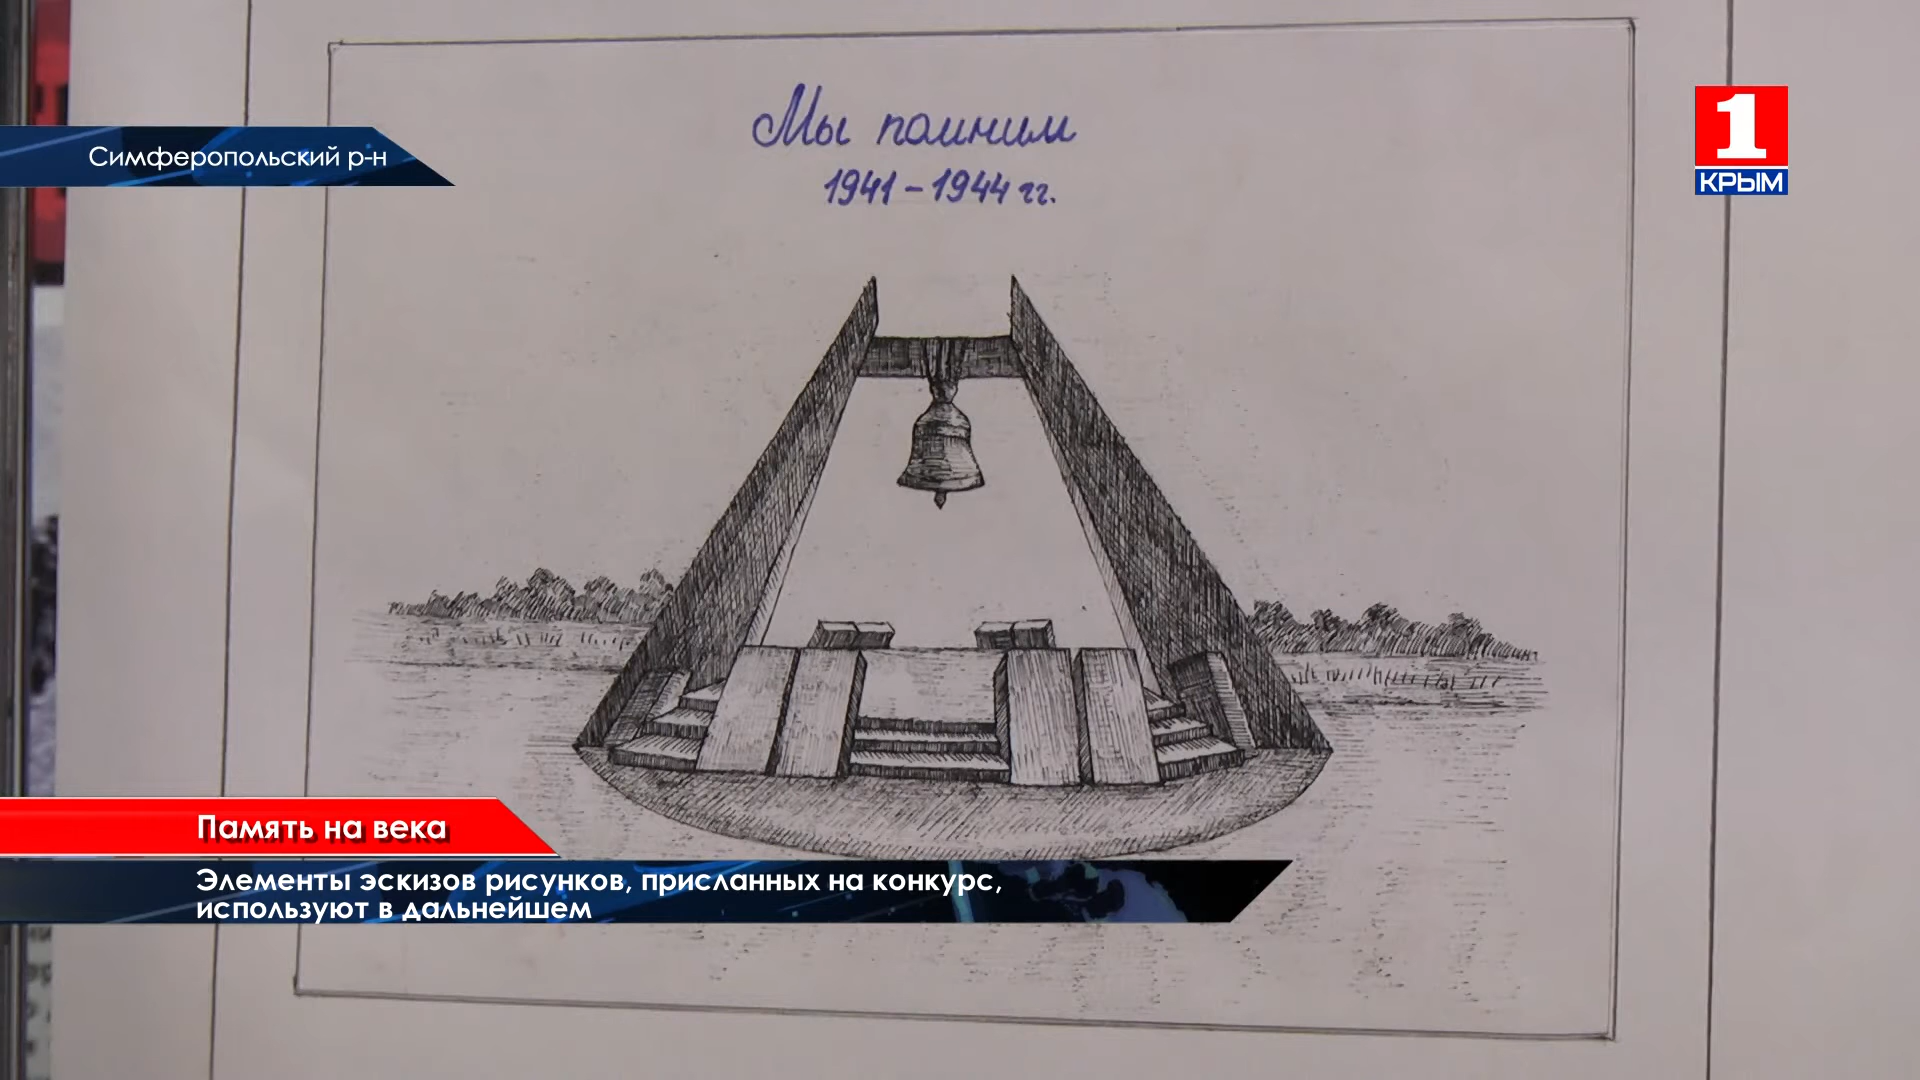 Мы помним
1941 - 1944 гг.
Симферопольский р-н
1
КРЫМ
Память на века
Элементы эскизов рисунков, присланных на конкурс,
используют в дальнейшем